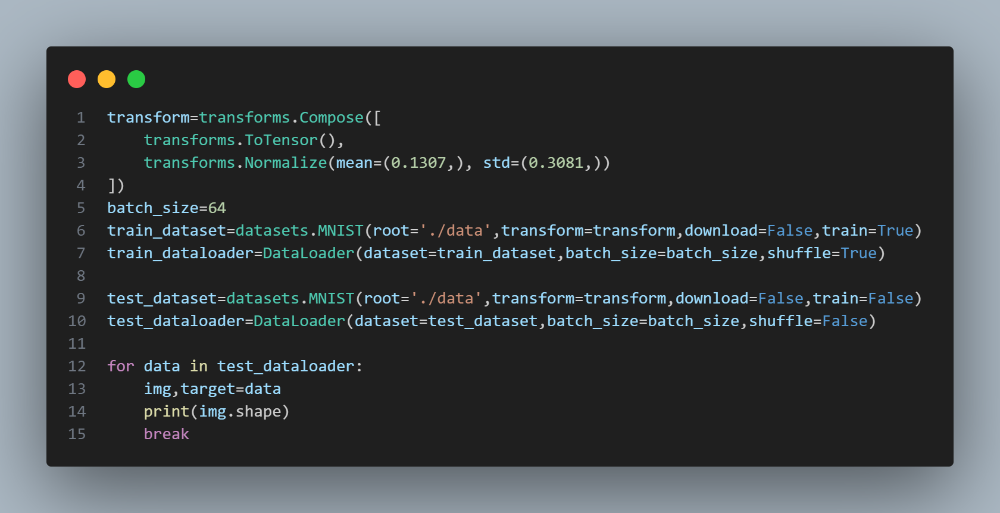 1 transform=transforms.Compose([
2     transforms.ToTensor(),
3     transforms.Normalize(mean=(0.1307,), std=(0.3081,))
4 ])
5 batch_size=64
6 train_dataset=datasets.MNIST(root='./data',transform=transform,download=False,train=True)
7 train_dataloader=DataLoader(dataset=train_dataset,batch_size=batch_size,shuffle=True)
8
9 test_dataset=datasets.MNIST(root='./data',transform=transform,download=False,train=False)
10 test_dataloader=DataLoader(dataset=test_dataset,batch_size=batch_size,shuffle=False)
11
12 for data in test_dataloader:
13     img,target=data
14     print(img.shape)
15     break